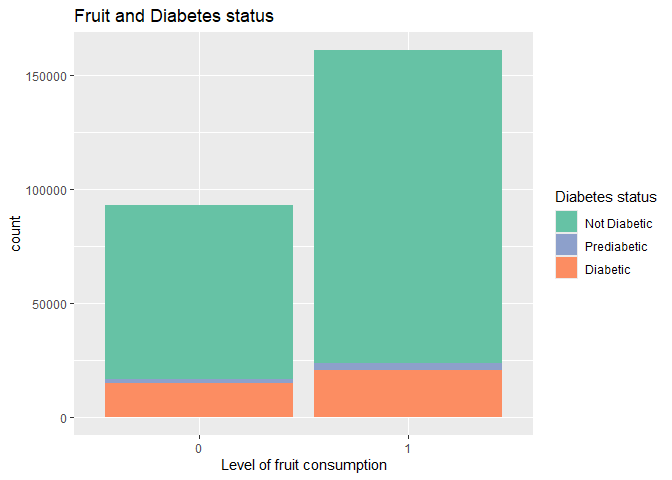 Fruit and Diabetes status
150000
100000
50000
0
count
0 1
Level of fruit consumption
Diabetes status
Not Diabetic
Prediabetic
Diabetic